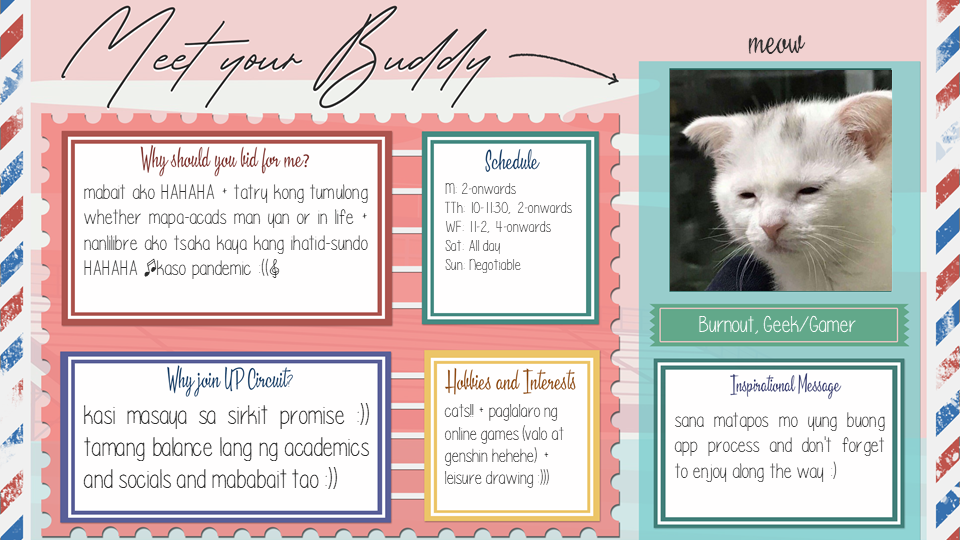 Meet your Buddy
meow
Why should you bid for me?
mabait ako HAHAHA + tatry kong tumulong
whether mapa-acads man yan or in life +
nanlilibre ako tsaka kaya kang ihatid-sundo
HAHAHA 🎵kaso pandemic :((𝄞
Schedule
M: 2-onwards
TTh: 10-11:30, 2-onwards
WF: 11-2, 4-onwards
Sat: All day
Sun: Negotiable
Burnout, Geek/Gamer
Why join UP Circuit?
kasi masaya sa sirkit promise :))
tamang balance lang ng academics
and socials and mababait tao :))
Hobbies and Interests
cats!! + paglalaro ng
online games (valo at
genshin hehehe) +
leisure drawing :)))
Inspirational Message
sana matapos mo yung buong
app process and don't forget
to enjoy along the way :)